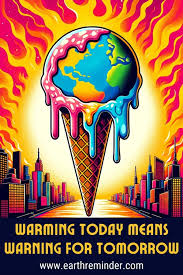 WARMING TODAY MEANS
WARNING FOR TOMORROW
www.earthreminder.com